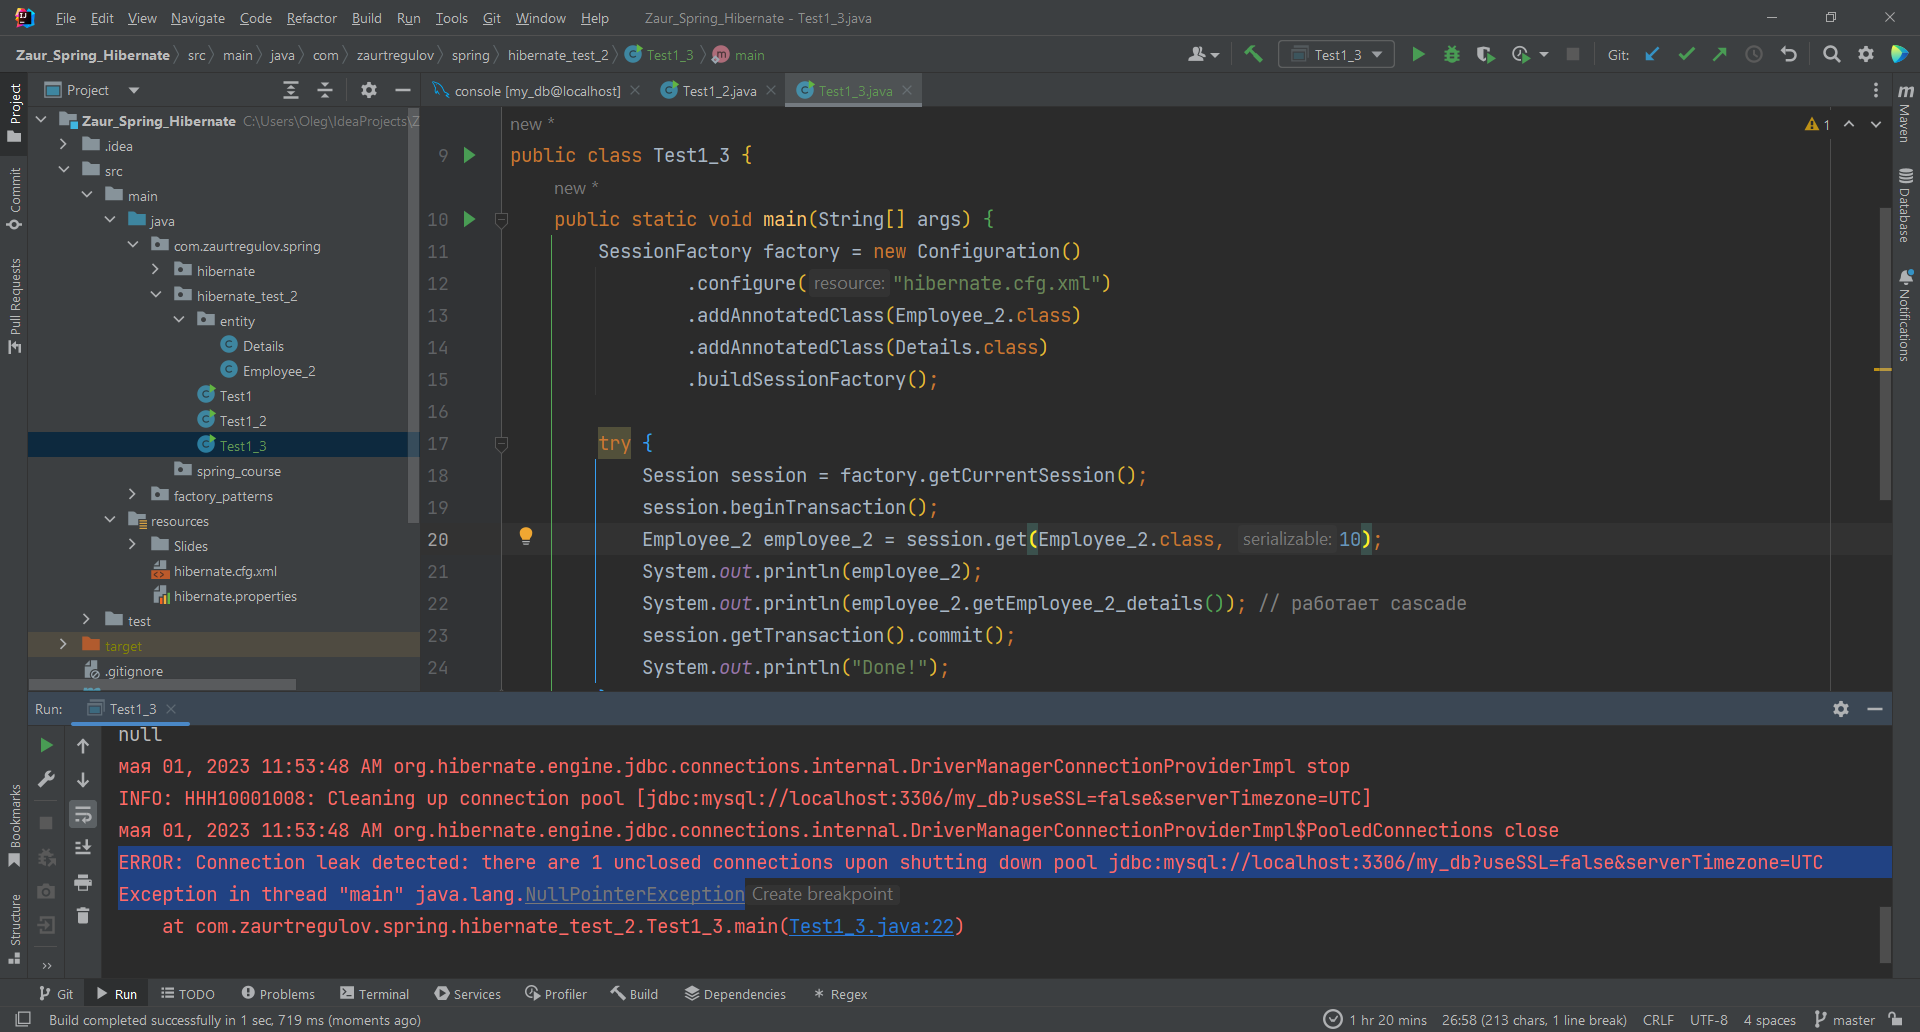 File Edit View Navigate Code Refactor Build Run Tools Git Window Help Zaur_Spring_Hibernate - Test1_3.java
Zaur_Spring_Hibernate src main java com zaurtregulov spring hibernate_test_2 Test1_3 main Test1_3 Git:
Project
Commit
Pull Requests
Bookmarks
Structure
Project
Zaur_Spring_Hibernate C:\Users\Oleg\IdeaProjects\Z
.idea
src
main
java
com.zaurtregulov.spring
hibernate
hibernate_test_2
entity
Details
Employee_2
Test1
Test1_2
Test1_3
spring_course
factory_patterns
resources
Slides
hibernate.cfg.xml
hibernate.properties
test
target
.gitignore
console [my_db@localhost] Test1_2.java Test1_3.java
1
new *
9 public class Test1_3 {
new *
10 public static void main(String[] args) {
11 SessionFactory factory = new Configuration()
12 .configure( resource: "hibernate.cfg.xml")
13 .addAnnotatedClass(Employee_2.class)
14 .addAnnotatedClass(Details.class)
15 .buildSessionFactory();
16
17 try {
18 Session session = factory.getCurrentSession();
19 session.beginTransaction();
20 Employee_2 employee_2 = session.get(Employee_2.class, serializable: 10);
21 System.out.println(employee_2);
22 System.out.println(employee_2.getEmployee_2_details()); // работает cascade
23 session.getTransaction().commit();
24 System.out.println("Done!");
Maven
Database
Notifications
Run: Test1_3
null
мая 01, 2023 11:53:48 AM org.hibernate.engine.jdbc.connections.internal.DriverManagerConnectionProviderImpl stop
INFO: HHH10001008: Cleaning up connection pool [jdbc:mysql://localhost:3306/my_db?useSSL=false&serverTimezone=UTC]
мая 01, 2023 11:53:48 AM org.hibernate.engine.jdbc.connections.internal.DriverManagerConnectionProviderImpl$PooledConnections close
ERROR: Connection leak detected: there are 1 unclosed connections upon shutting down pool jdbc:mysql://localhost:3306/my_db?useSSL=false&serverTimezone=UTC
Exception in thread "main" java.lang.NullPointerException Create breakpoint
at com.zaurtregulov.spring.hibernate_test_2.Test1_3.main(Test1_3.java:22)
Git Run TODO Problems Terminal Services Profiler Build Dependencies Regex
Build completed successfully in 1 sec, 719 ms (moments ago) 1 hr 20 mins 26:58 (213 chars, 1 line break) CRLF UTF-8 4 spaces master